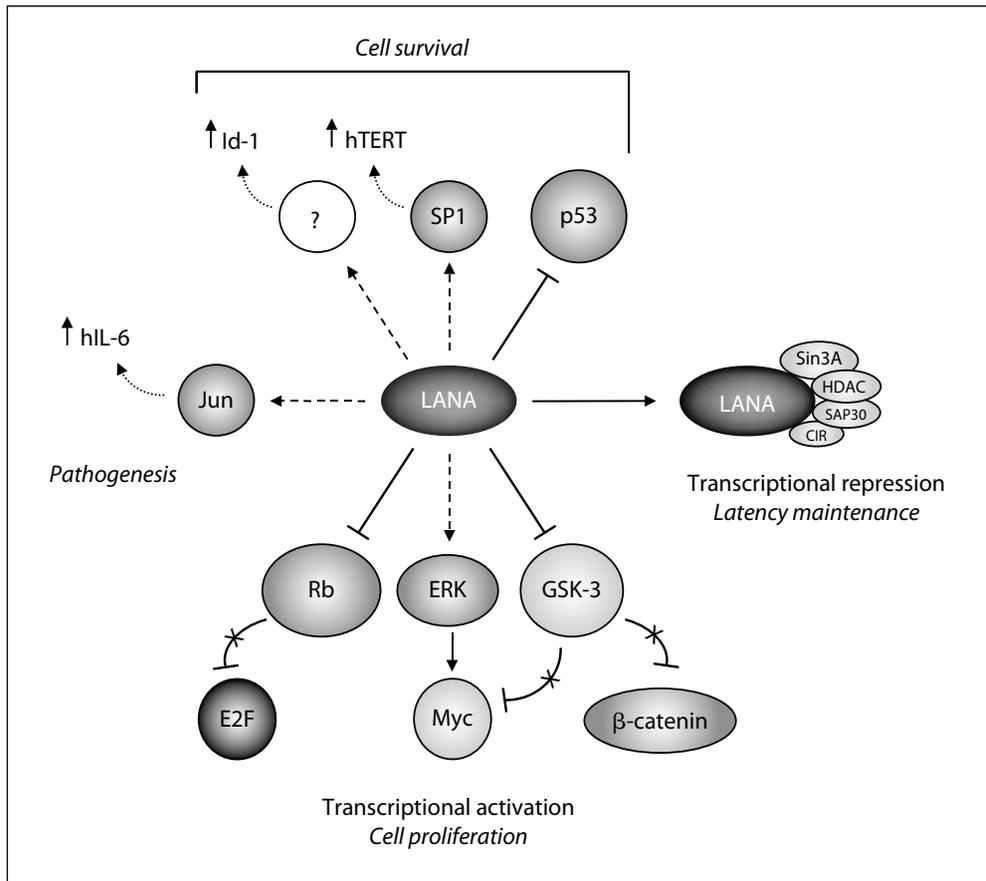 Cell survival
Id-1
hTERT
?
SP1
p53
hIL-6
Jun
LANA
LANA
Sin3A
HDAC
SAP30
CIR
Pathogenesis
Transcriptional repression
Latency maintenance
Rb
ERK
GSK-3
E2F
Myc
β-catenin
Transcriptional activation
Cell proliferation